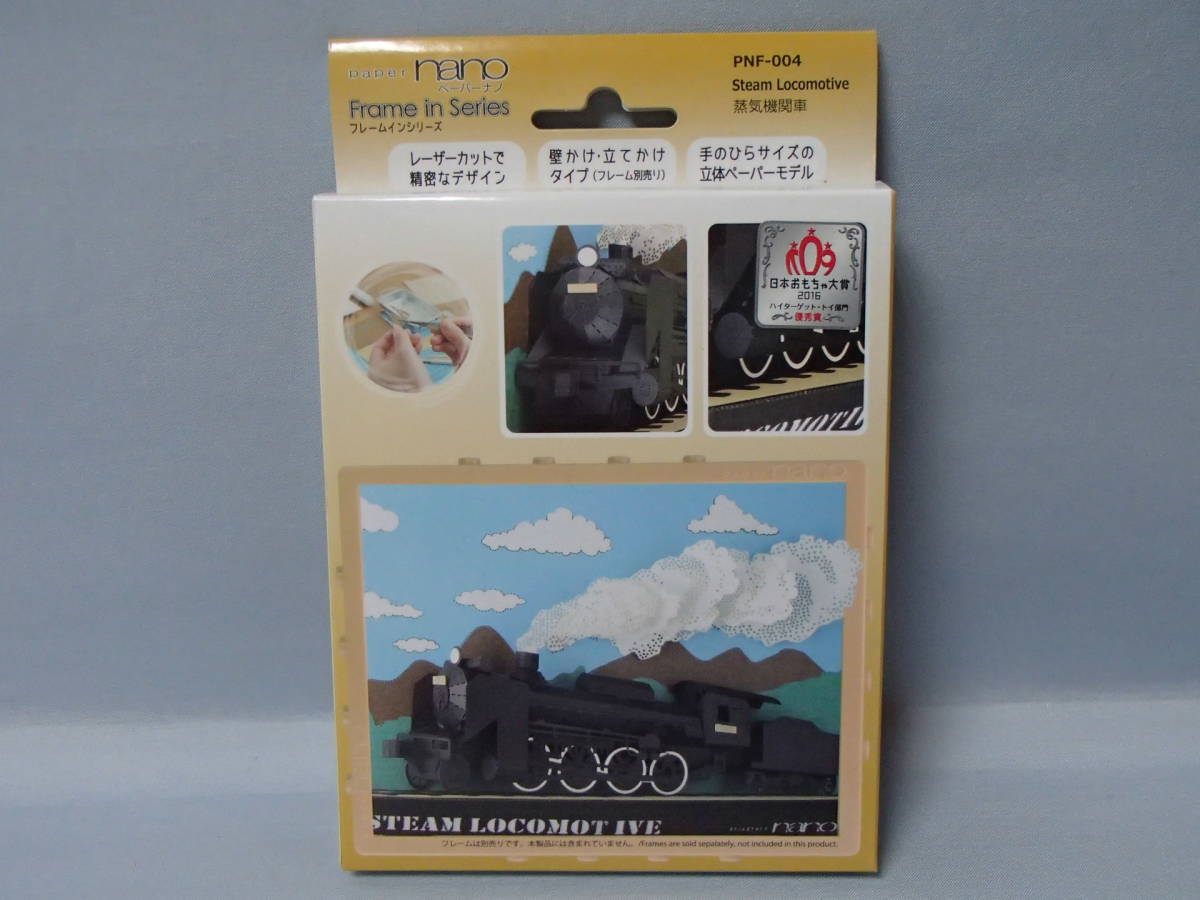 paper nano
ペーパーナノ
Frame in Series
フレームインシリーズ
PNF-004
Steam Locomotive
蒸気機関車
レーザーカットで
精密なデザイン
壁かけ・立てかけ
タイプ(フレーム別売り)
手のひらサイズの
立体ペーパーモデル
日本おもちゃ大賞
2016
ハイターゲット・トイ部門
優秀賞
nano
STEAM LOCOMOT IVE
nano
フレームは別売りです。本製品には含まれていません。/Frames are sold sepalately, not included in this product.